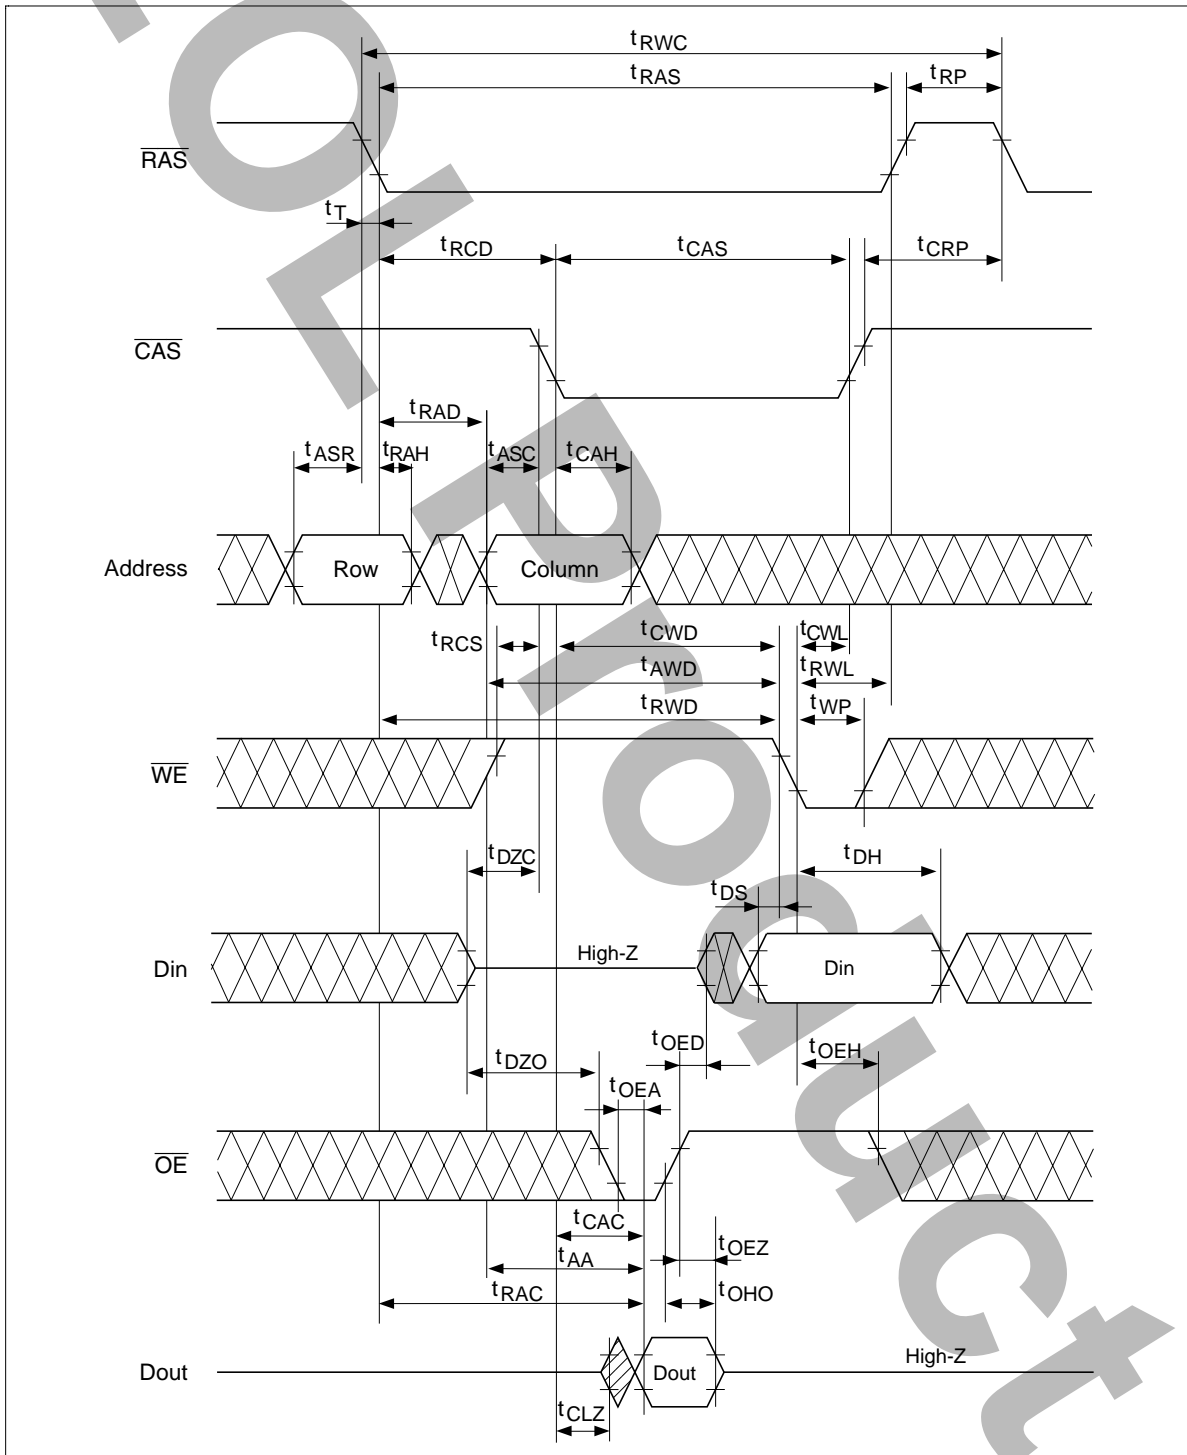 EOL Product
tRWC
tRAS
tRP
RAS
tT
tRCD
tCAS
tCRP
CAS
tRAD
tASR
tRAH
tASC
tCAH
Address
Row
Column
tRCS
tCWD
tCWL
tAWD
tRWL
tRWD
tWP
WE
tDZC
tDH
tDS
Din
High-Z
Din
tOED
tDZO
tOEH
tOEA
OE
tCAC
tOEZ
tAA
tRAC
tOHO
High-Z
Dout
Dout
tCLZ